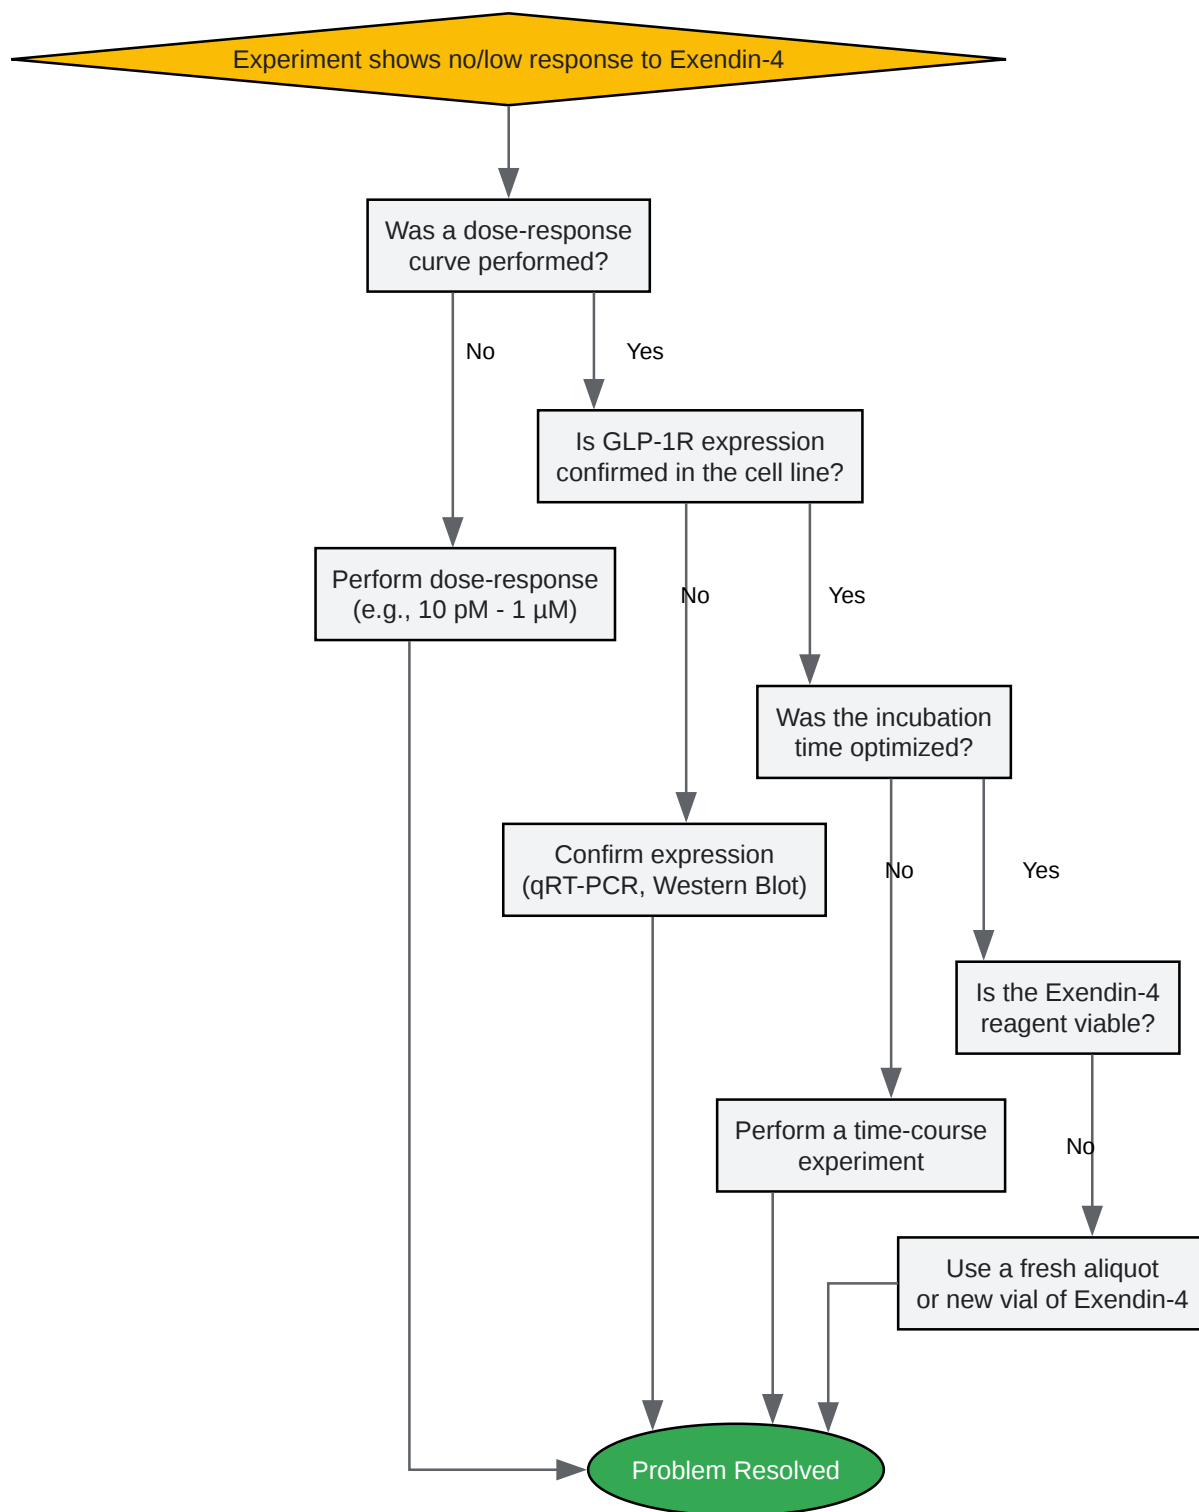 Experiment shows no/low response to Exendin-4
Was a dose-response
curve performed?
No
Yes
Is GLP-1R expression
confirmed in the cell line?
Perform dose-response
(e.g., 10 pM - 1 µM)
No
Yes
Was the incubation
time optimized?
Confirm expression
(qRT-PCR, Western Blot)
No
Yes
Is the Exendin-4
reagent viable?
Perform a time-course
experiment
No
Use a fresh aliquot
or new vial of Exendin-4
Problem Resolved